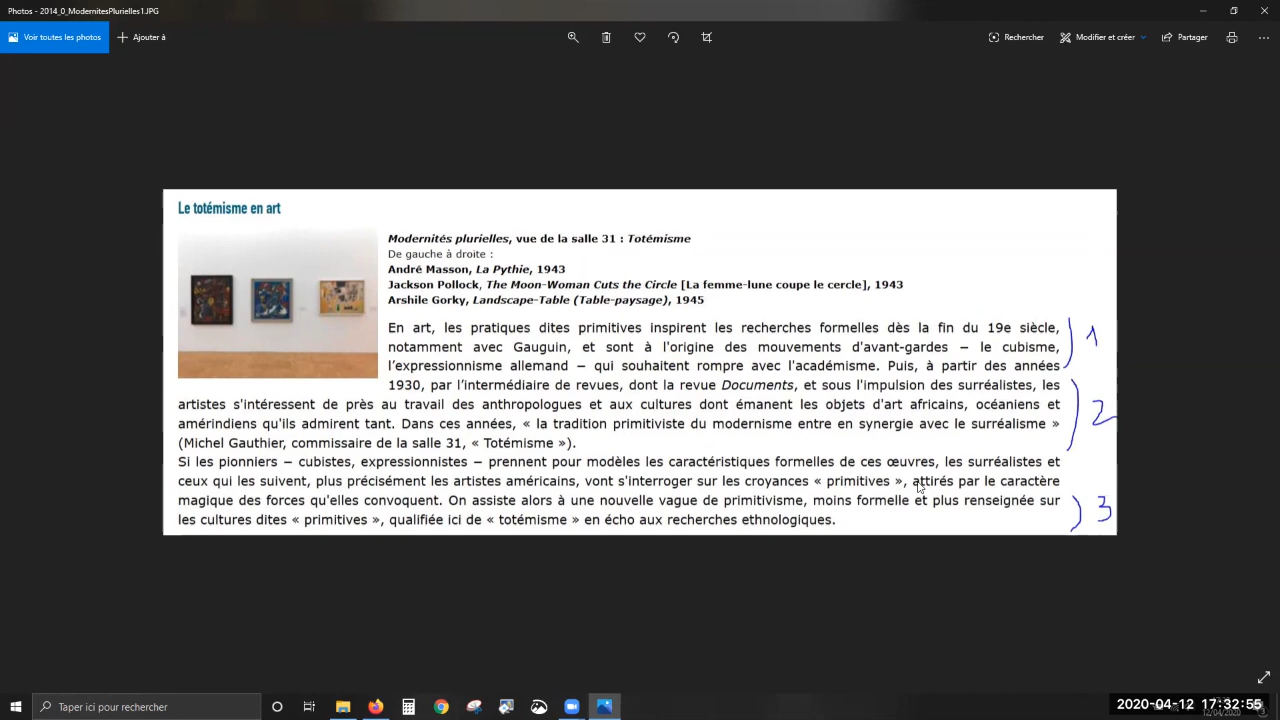 Photos - 2014_0_ModernitesPlurielles1.JPG
Voir toutes les photos
Ajouter à
Rechercher
Modifier et créer
Partager
Le totémisme en art
Modernités plurielles, vue de la salle 31 : Totémisme
De gauche à droite :
André Masson, La Pythie, 1943
Jackson Pollock, The Moon-Woman Cuts the Circle [La femme-lune coupe le cercle], 1943
Arshile Gorky, Landscape-Table (Table-paysage), 1945
En art, les pratiques dites primitives inspirent les recherches formelles dès la fin du 19e siècle,
notamment avec Gauguin, et sont à l'origine des mouvements d'avant-gardes – le cubisme,
l'expressionnisme allemand – qui souhaitent rompre avec l'académisme. Puis, à partir des années
1930, par l'intermédiaire de revues, dont la revue Documents, et sous l'impulsion des surréalistes, les
artistes s'intéressent de près au travail des anthropologues et aux cultures dont émanent les objets d'art africains, océaniens et
amérindiens qu'ils admirent tant. Dans ces années, « la tradition primitiviste du modernisme entre en synergie avec le surréalisme »
(Michel Gauthier, commissaire de la salle 31, « Totémisme »).
Si les pionniers – cubistes, expressionnistes – prennent pour modèles les caractéristiques formelles de ces œuvres, les surréalistes et
ceux qui les suivent, plus précisément les artistes américains, vont s'interroger sur les croyances « primitives », attirés par le caractère
magique des forces qu'elles convoquent. On assiste alors à une nouvelle vague de primitivisme, moins formelle et plus renseignée sur
les cultures dites « primitives », qualifiée ici de « totémisme » en écho aux recherches ethnologiques.
1
2
3
Taper ici pour rechercher
2020-04-12 17:32:55
12/04/2020